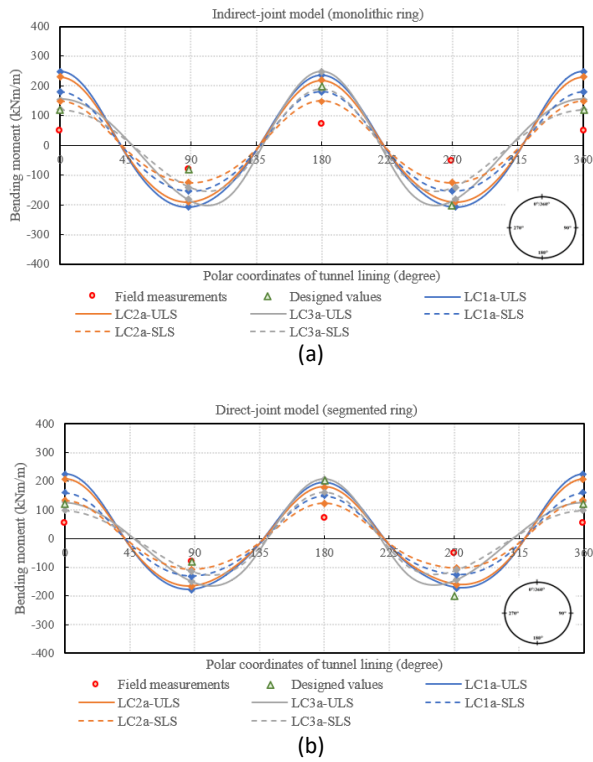 Indirect-joint model (monolithic ring)
Bending moment (kNm/m)
400
300
200
100
0
-100
-200
-300
-400
0 45 90 135 180 225 270 315 360
0°/360°
270° 90°
180°
Polar coordinates of tunnel lining (degree)
Field measurements Designed values LC1a-ULS
LC2a-ULS LC3a-ULS LC1a-SLS
LC2a-SLS LC3a-SLS
(a)
Direct-joint model (segmented ring)
Bending moment (kNm/m)
400
300
200
100
0
-100
-200
-300
-400
0 45 90 135 180 225 270 315 360
0°/360°
270° 90°
180°
Polar coordinates of tunnel lining (degree)
Field measurements Designed values LC1a-ULS
LC2a-ULS LC3a-ULS LC1a-SLS
LC2a-SLS LC3a-SLS
(b)